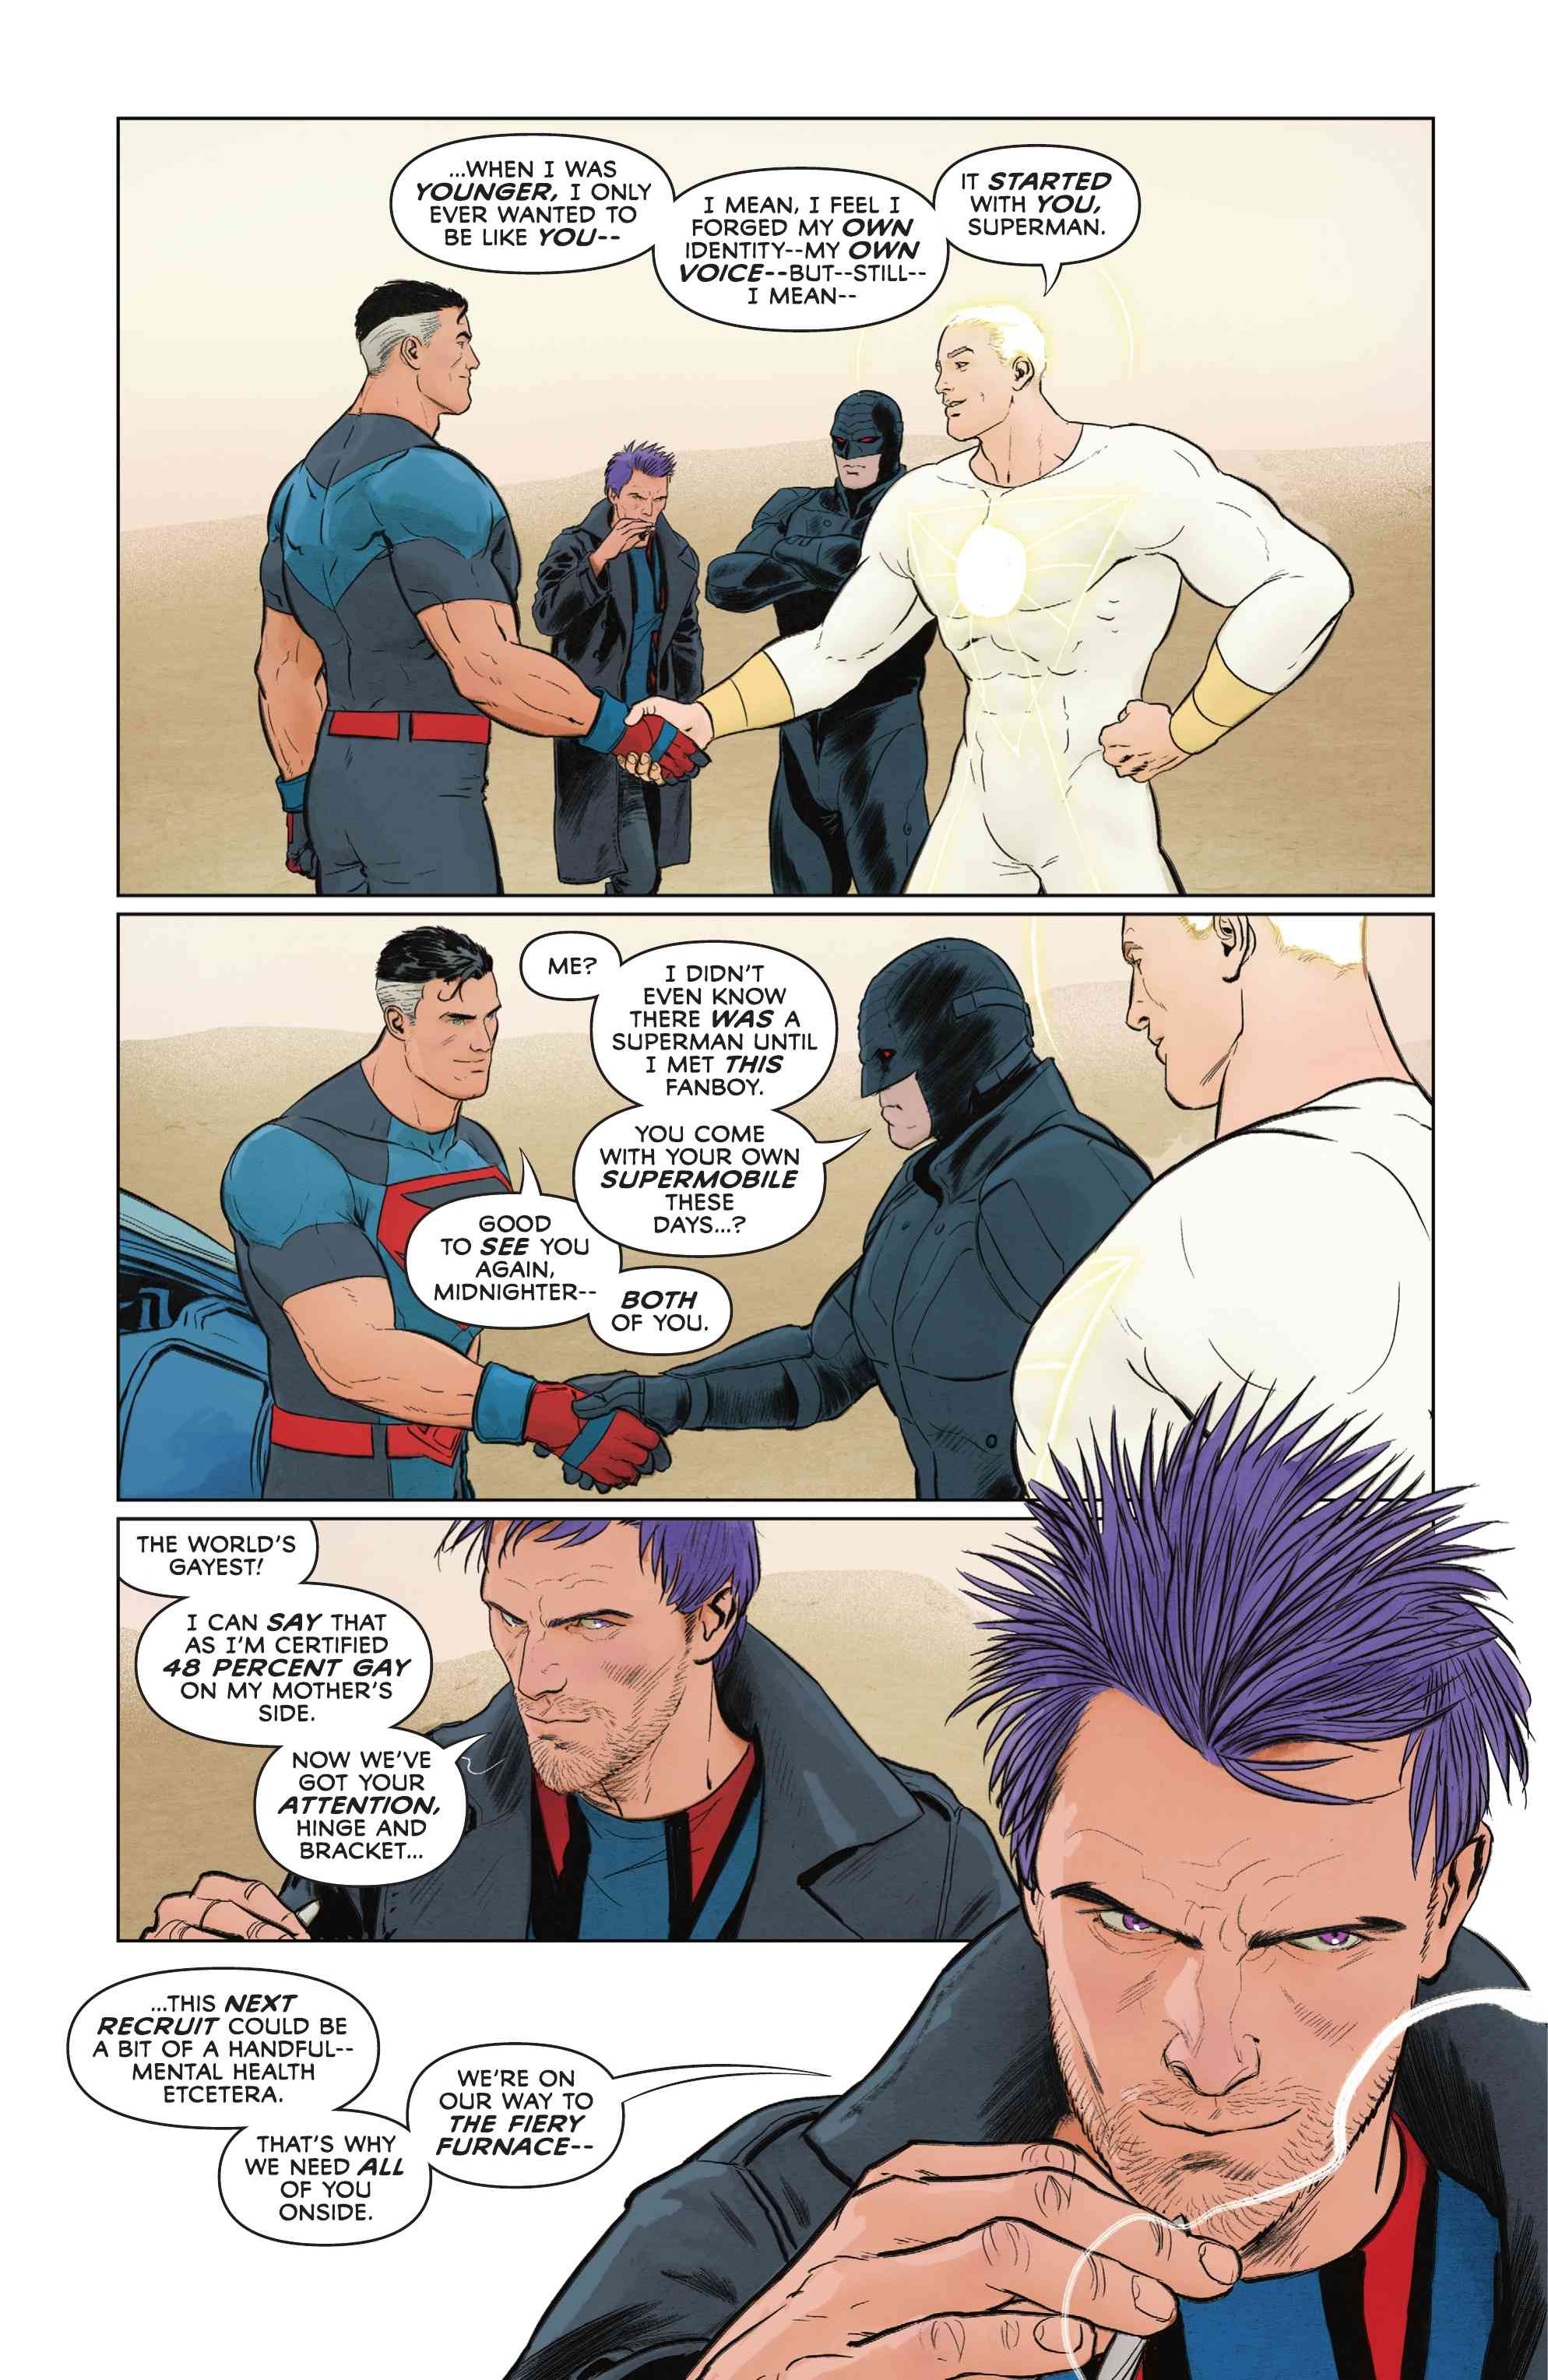 ...WHEN I WAS
YOUNGER, I ONLY
EVER WANTED TO
BE LIKE YOU--
I MEAN, I FEEL I
FORGED MY OWN
IDENTITY--MY OWN
VOICE--BUT--STILL--
I MEAN--
IT STARTED
WITH YOU,
SUPERMAN.
ME?
I DIDN'T
EVEN KNOW
THERE WAS A
SUPERMAN UNTIL
I MET THIS
FANBOY.
YOU COME
WITH YOUR OWN
SUPERMOBILE
THESE
DAYS...?
GOOD
TO SEE YOU
AGAIN,
MIDNIGHTER--
BOTH
OF YOU.
THE WORLD'S
GAYEST!
I CAN SAY THAT
AS I'M CERTIFIED
48 PERCENT GAY
ON MY MOTHER'S
SIDE.
NOW WE'VE
GOT YOUR
ATTENTION,
HINGE AND
BRACKET...
...THIS NEXT
RECRUIT COULD BE
A BIT OF A HANDFUL--
MENTAL HEALTH
ETCETERA.
THAT'S WHY
WE NEED ALL
OF YOU
ONSIDE.
WE'RE ON
OUR WAY TO
THE FIERY
FURNACE--